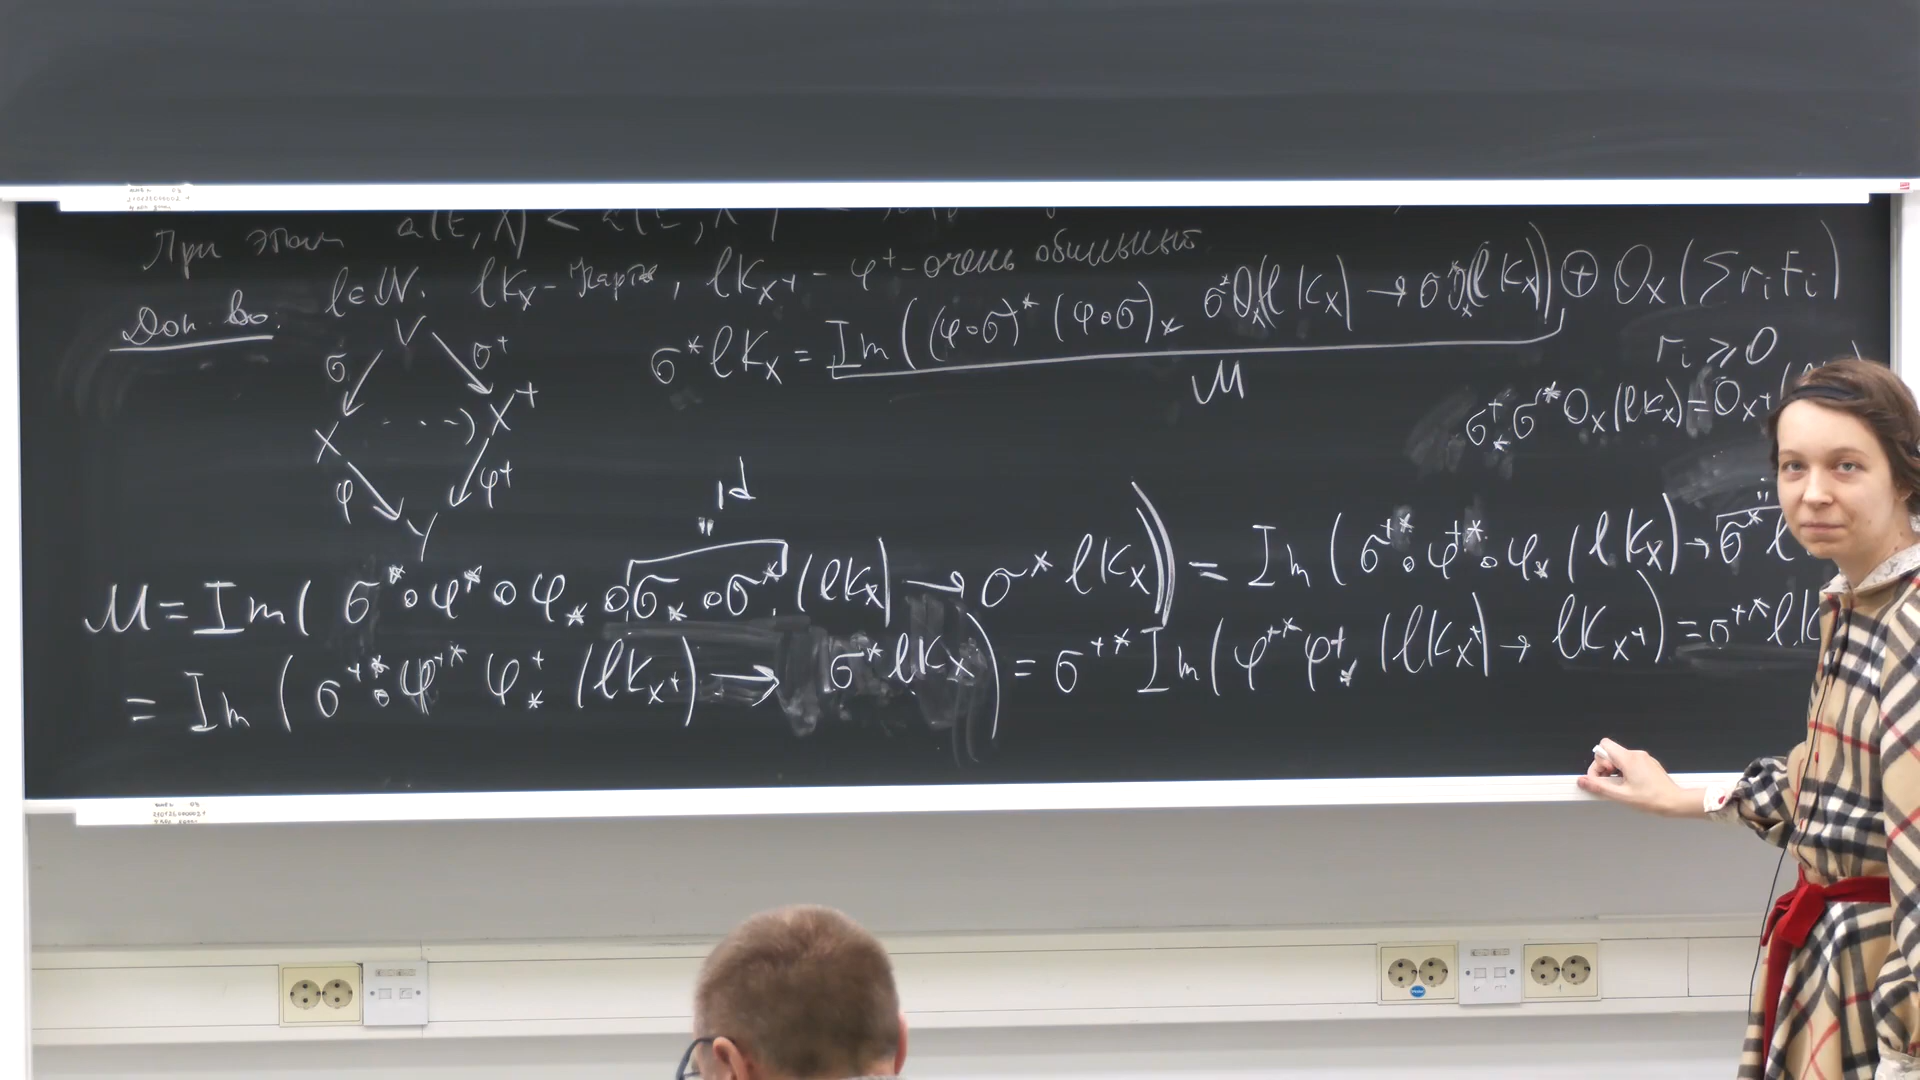 При этом a(E, X) < a(E, X
Док-во: l∈ℕ. lK_X - Картье, lK_{X⁺} - φ⁺-очень обильный
V
σ σ⁺
X ⋯ X⁺
φ φ⁺
Y
σ*lK_X = Im((φ∘σ)*(φ∘σ)_* σ*O_X(lK_X) → σ*O_X(lK_X)) ⊕ O_X(∑r_iF_i)
M
r_i ⩾ 0
σ⁺_*σ*O_X(lK_X) = O_{X⁺}
id
"
M = Im(σ*∘φ*∘φ_*∘σ_*∘σ*(lK_X) → σ*lK_X) = Im(σ⁺*∘φ⁺*∘φ_*(lK_X) → σ*l
= Im(σ⁺*∘φ⁺*φ⁺_*(lK_{X⁺}) → σ*lK_X) = σ⁺*Im(φ⁺*φ⁺_*(lK_{X⁺}) → lK_{X⁺}) = σ⁺*lK